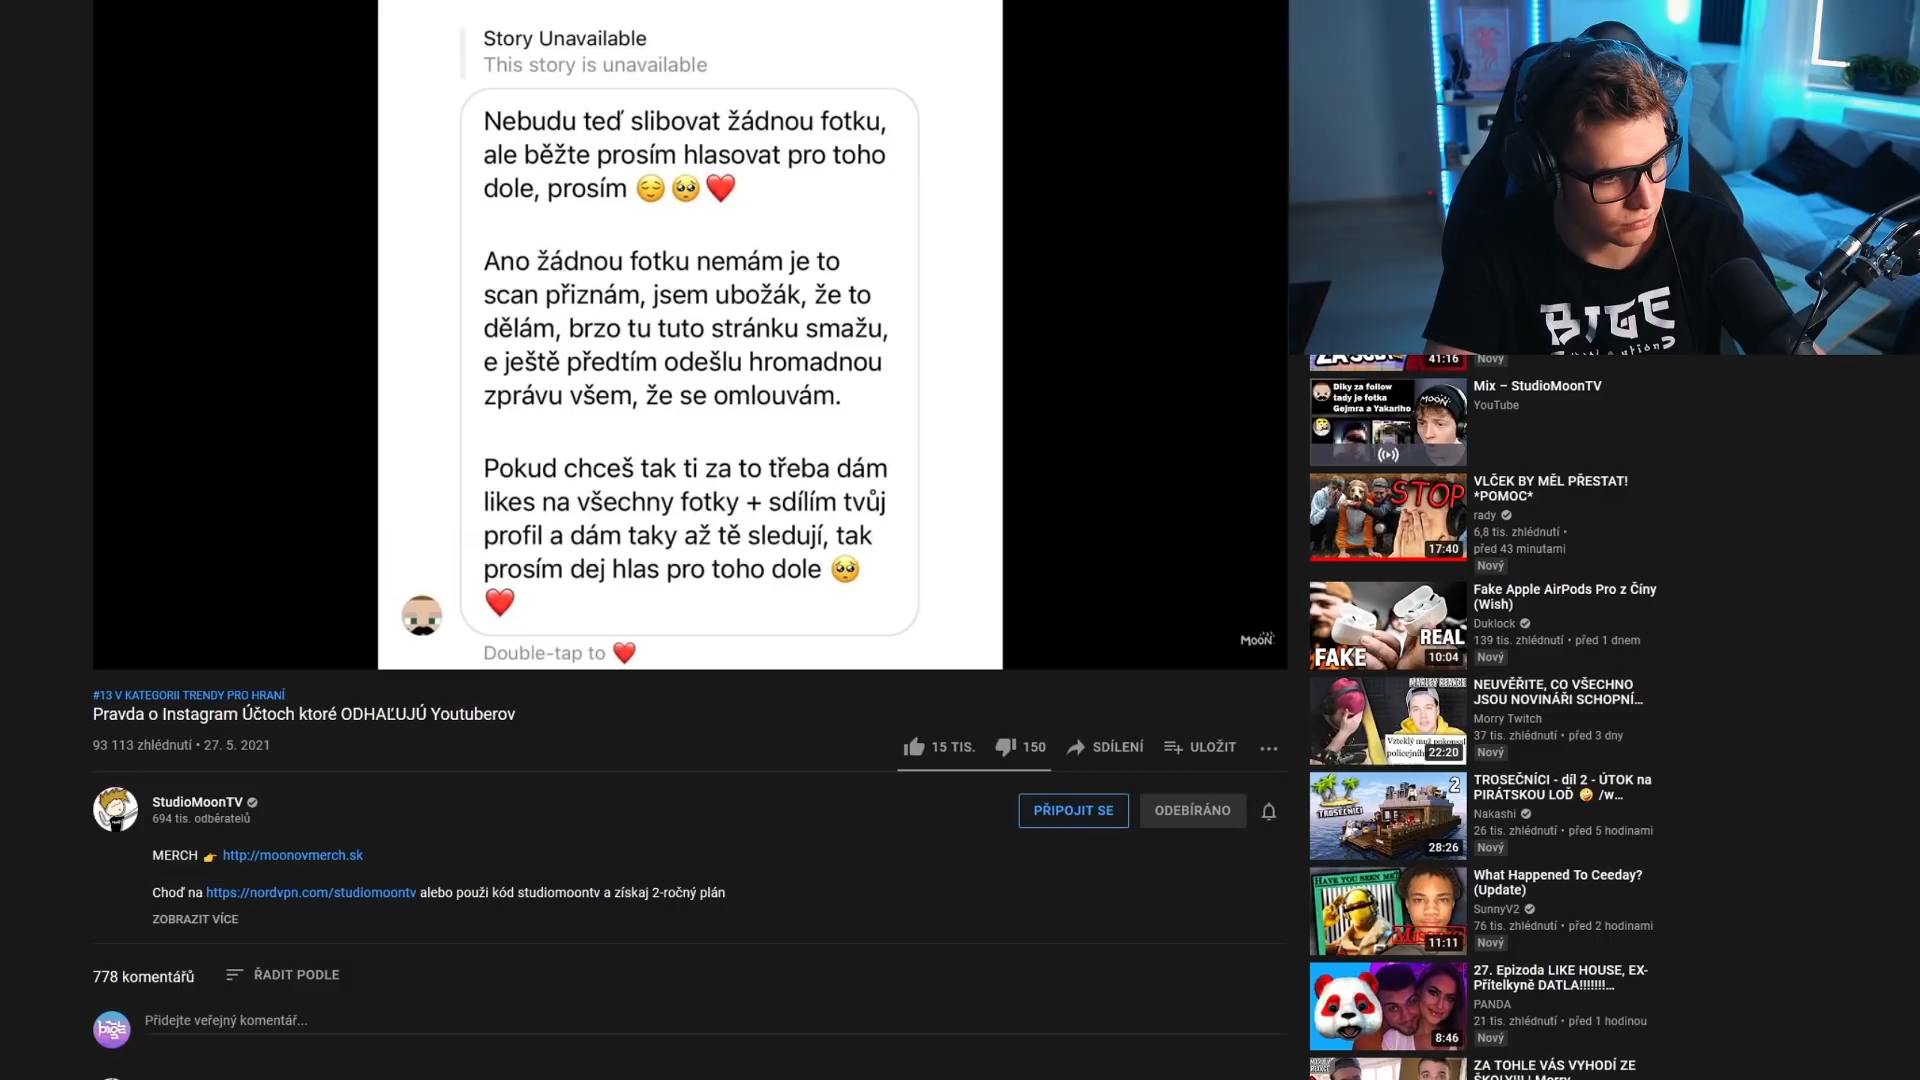 Story Unavailable
This story is unavailable
Nebudu teď slibovat žádnou fotku,
ale běžte prosím hlasovat pro toho
dole, prosím 😌🥺❤️
Ano žádnou fotku nemám je to
scan přiznám, jsem ubožák, že to
dělám, brzo tu tuto stránku smažu,
e ještě předtím odešlu hromadnou
zprávu všem, že se omlouvám.
Pokud chceš tak ti za to třeba dám
likes na všechny fotky + sdílím tvůj
profil a dám taky až tě sledují, tak
prosím dej hlas pro toho dole 🥺
❤️
Double-tap to ❤️
MOON
#13 V KATEGORII TRENDY PRO HRANÍ
Pravda o Instagram Účtoch ktoré ODHAĽUJÚ Youtuberov
93 113 zhlédnutí • 27. 5. 2021
15 TIS.
150
SDÍLENÍ
ULOŽIT
StudioMoonTV
694 tis. odběratelů
PŘIPOJIT SE
ODEBÍRÁNO
MERCH 👉 http://moonovmerch.sk
Choď na https://nordvpn.com/studiomoontv alebo použi kód studiomoontv a získaj 2-ročný plán
ZOBRAZIT VÍCE
778 komentářů
ŘADIT PODLE
Přidejte veřejný komentář...
BIGE
41:16
Nový
Diky za follow
tady je fotka
Gejmra a Yakariho
MOON
Mix – StudioMoonTV
YouTube
STOP
17:40
VLČEK BY MĚL PŘESTAT!
*POMOC*
rady
6,8 tis. zhlédnutí •
před 43 minutami
Nový
FAKE
REAL
10:04
Fake Apple AirPods Pro z Číny
(Wish)
Duklock
139 tis. zhlédnutí • před 1 dnem
Nový
22:20
NEUVĚŘITE, CO VŠECHNO
JSOU NOVINÁŘI SCHOPNÍ...
Morry Twitch
37 tis. zhlédnutí • před 3 dny
Nový
2
TROSEČNÍCI
28:26
TROSEČNÍCI - díl 2 - ÚTOK na
PIRÁTSKOU LOĎ 🤪 /w...
Nakashi
26 tis. zhlédnutí • před 5 hodinami
Nový
HAVE YOU SEEN ME?
11:11
What Happened To Ceeday?
(Update)
SunnyV2
76 tis. zhlédnutí • před 2 hodinami
Nový
8:46
27. Epizoda LIKE HOUSE, EX-
Přítelkyně DATLA!!!!!!!...
PANDA
21 tis. zhlédnutí • před 1 hodinou
Nový
ZA TOHLE VÁS VYHODÍ ZE
ŠKOLY!!! | Morry